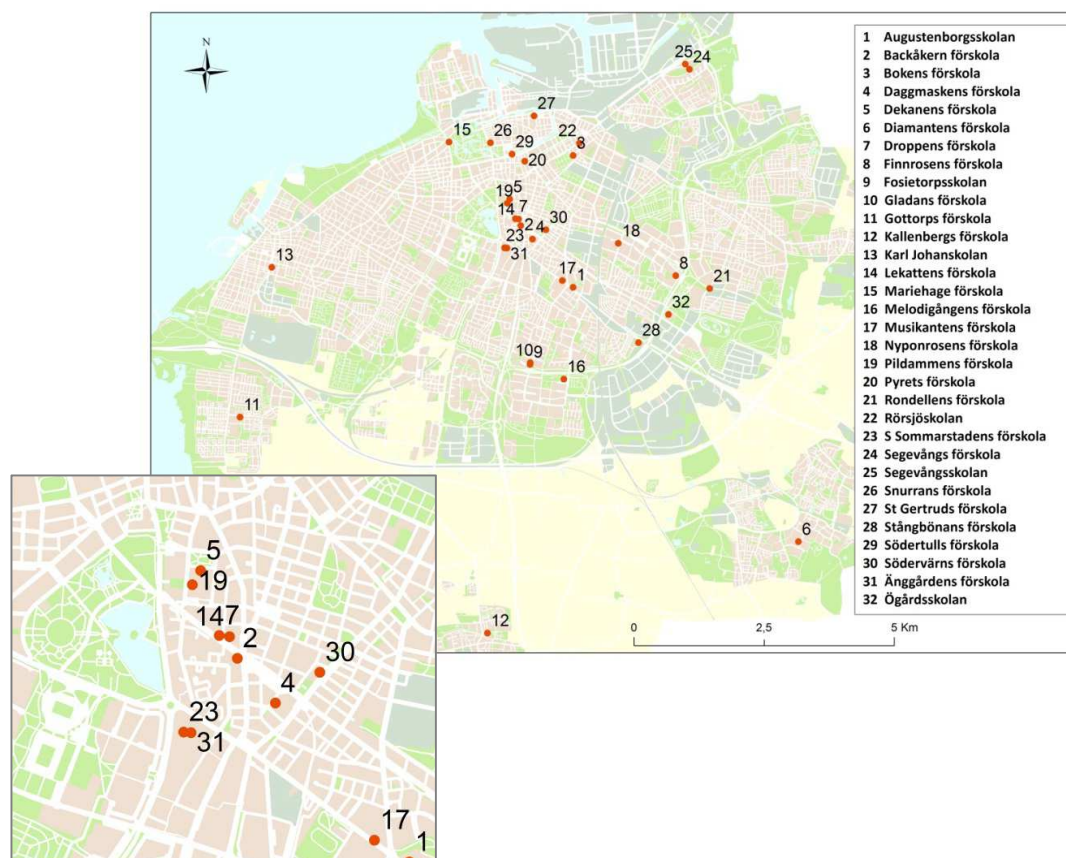 N
25
24
27
15
26
22
29
3
20
5
19
7
14
2
4
30
23
18
31
13
17
1
8
21
32
28
10
9
16
11
6
12
0
2,5
5 Km
1 Augustenborgsskolan
2 Backåkern förskola
3 Bokens förskola
4 Daggmaskens förskola
5 Dekanens förskola
6 Diamantens förskola
7 Droppens förskola
8 Finnrosens förskola
9 Fosietorpsskolan
10 Gladans förskola
11 Gottorps förskola
12 Kallenbergs förskola
13 Karl Johanskolan
14 Lekattens förskola
15 Mariehage förskola
16 Melodigångens förskola
17 Musikantens förskola
18 Nyponrosens förskola
19 Pildammens förskola
20 Pyrets förskola
21 Rondellens förskola
22 Rörsjöskolan
23 S Sommarstadens förskola
24 Segevångs förskola
25 Segevångsskolan
26 Snurrans förskola
27 St Gertruds förskola
28 Stångbönans förskola
29 Södertulls förskola
30 Södervärns förskola
31 Änggårdens förskola
32 Ögårdsskolan
5
19
14
7
2
30
4
23
31
17
1